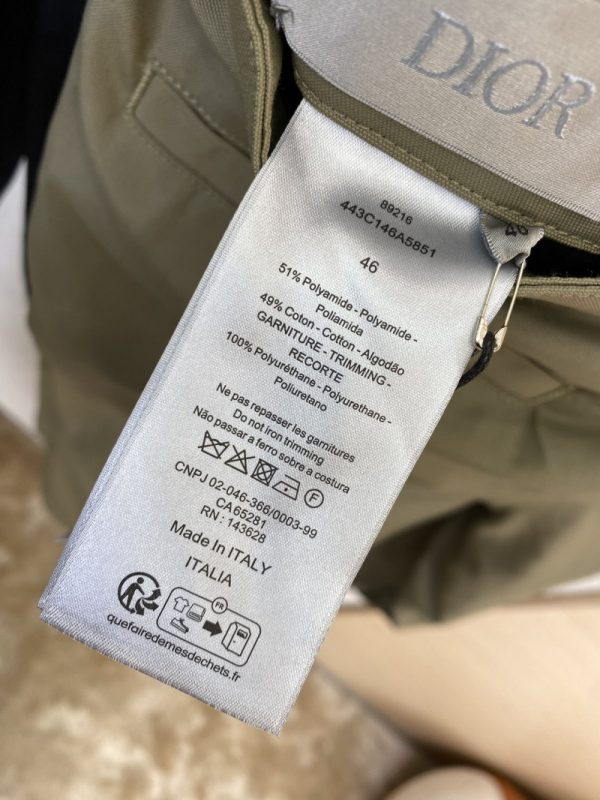 DIOR
46
89216
443C146A5851
46
51% Polyamide - Polyamide -
Poliamida
49% Coton - Cotton - Algodão
GARNITURE - TRIMMING -
RECORTE
100% Polyuréthane - Polyurethane -
Poliuretano
Ne pas repasser les garnitures
Do not iron trimming
Não passar a ferro sobre a costura
F
CNPJ 02-046-366/0003-99
CA65281
RN : 143628
Made In ITALY
ITALIA
FR
quefairedemesdechets.fr